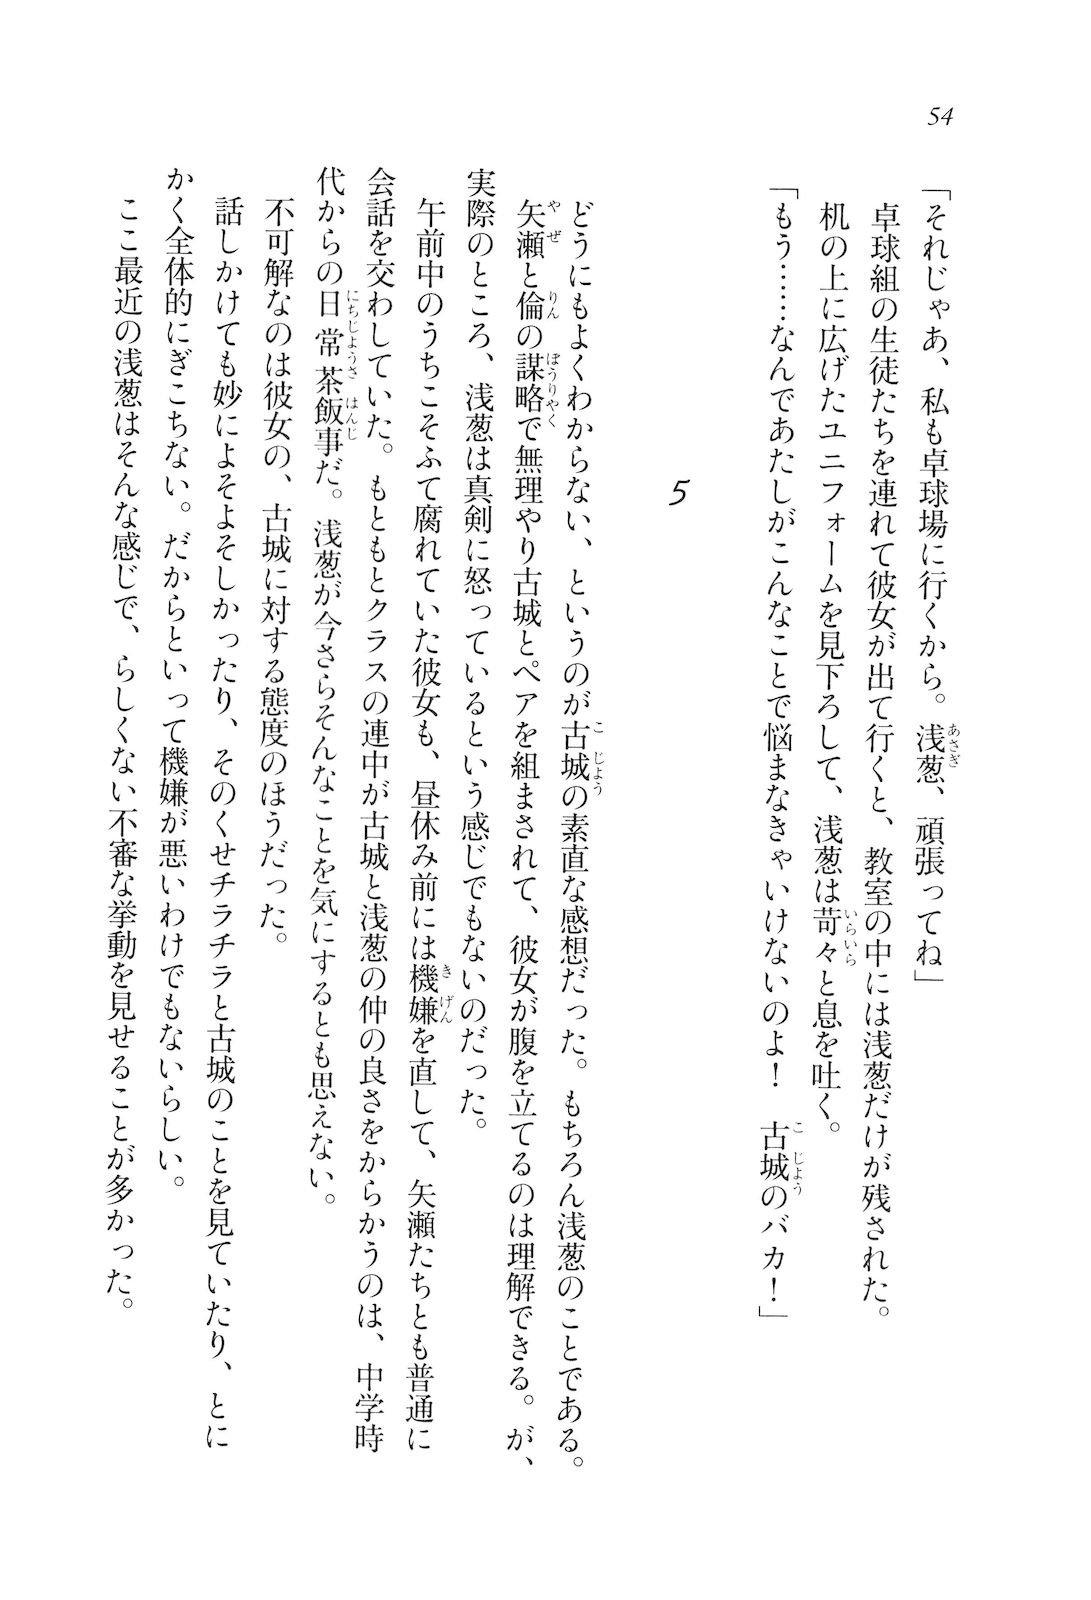 54
「それじゃあ、私も卓球場に行くから。浅葱、頑張ってね」
卓球組の生徒たちを連れて彼女が出て行くと、教室の中には浅葱だけが残された。
机の上に広げたユニフォームを見下ろして、浅葱は苛々と息を吐く。
「もう……なんであたしがこんなことで悩まなきゃいけないのよ！　古城のバカ！」
5
どうにもよくわからない、というのが古城の素直な感想だった。もちろん浅葱のことである。
矢瀬と倫の謀略で無理やり古城とペアを組まされて、彼女が腹を立てるのは理解できる。が、
実際のところ、浅葱は真剣に怒っているという感じでもないのだった。
午前中のうちこそふて腐れていた彼女も、昼休み前には機嫌を直して、矢瀬たちとも普通に
会話を交わしていた。もともとクラスの連中が古城と浅葱の仲の良さをからかうのは、中学時
代からの日常茶飯事だ。浅葱が今さらそんなことを気にするとも思えない。
不可解なのは彼女の、古城に対する態度のほうだった。
話しかけても妙によそよそしかったり、そのくせチラチラと古城のことを見ていたり、とに
かく全体的にぎこちない。だからといって機嫌が悪いわけでもないらしい。
ここ最近の浅葱はそんな感じで、らしくない不審な挙動を見せることが多かった。